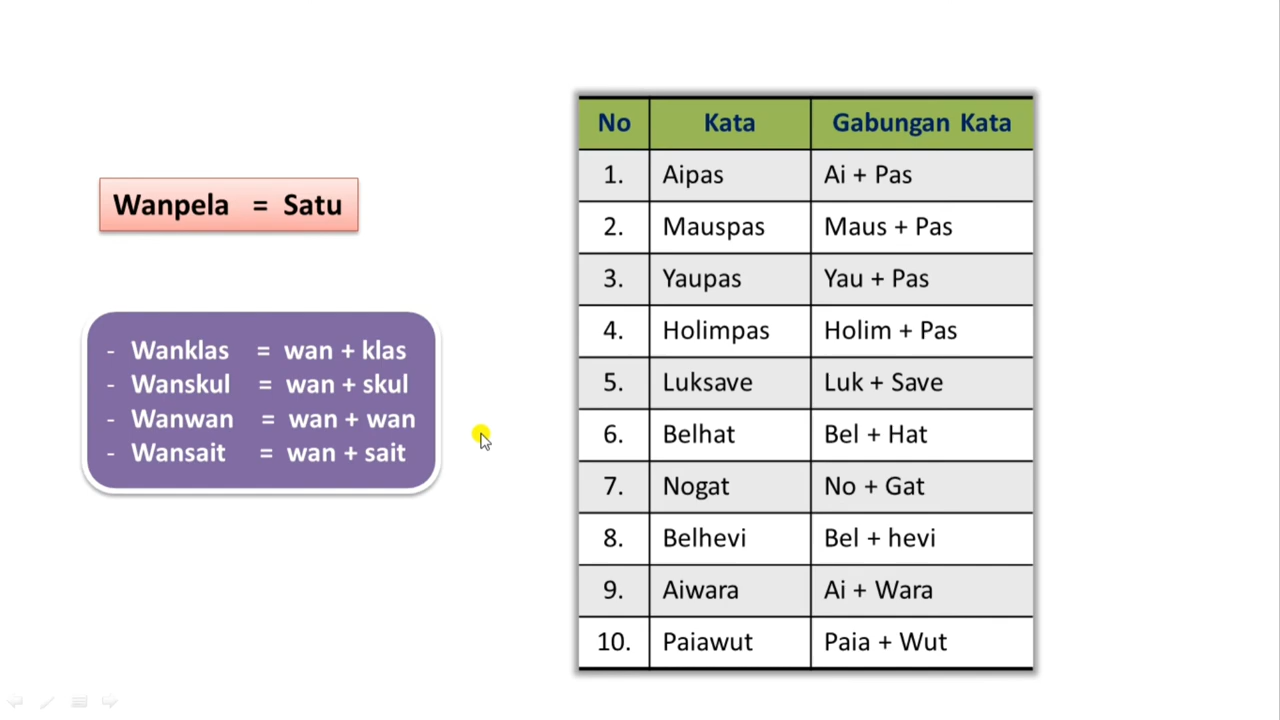 Wanpela = Satu
- Wanklas = wan + klas
- Wanskul = wan + skul
- Wanwan = wan + wan
- Wansait = wan + sait
No Kata Gabungan Kata
1. Aipas Ai + Pas
2. Mauspas Maus + Pas
3. Yaupas Yau + Pas
4. Holimpas Holim + Pas
5. Luksave Luk + Save
6. Belhat Bel + Hat
7. Nogat No + Gat
8. Belhevi Bel + hevi
9. Aiwara Ai + Wara
10. Paiawut Paia + Wut